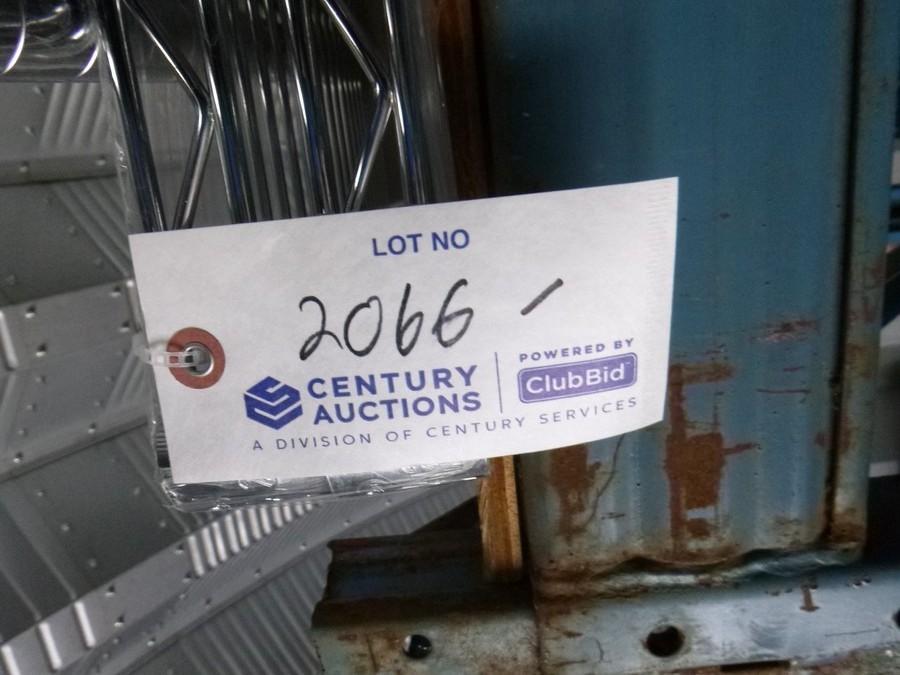 LOT NO
2066 -
CENTURY
AUCTIONS
POWERED BY
ClubBid
A DIVISION OF CENTURY SERVICES